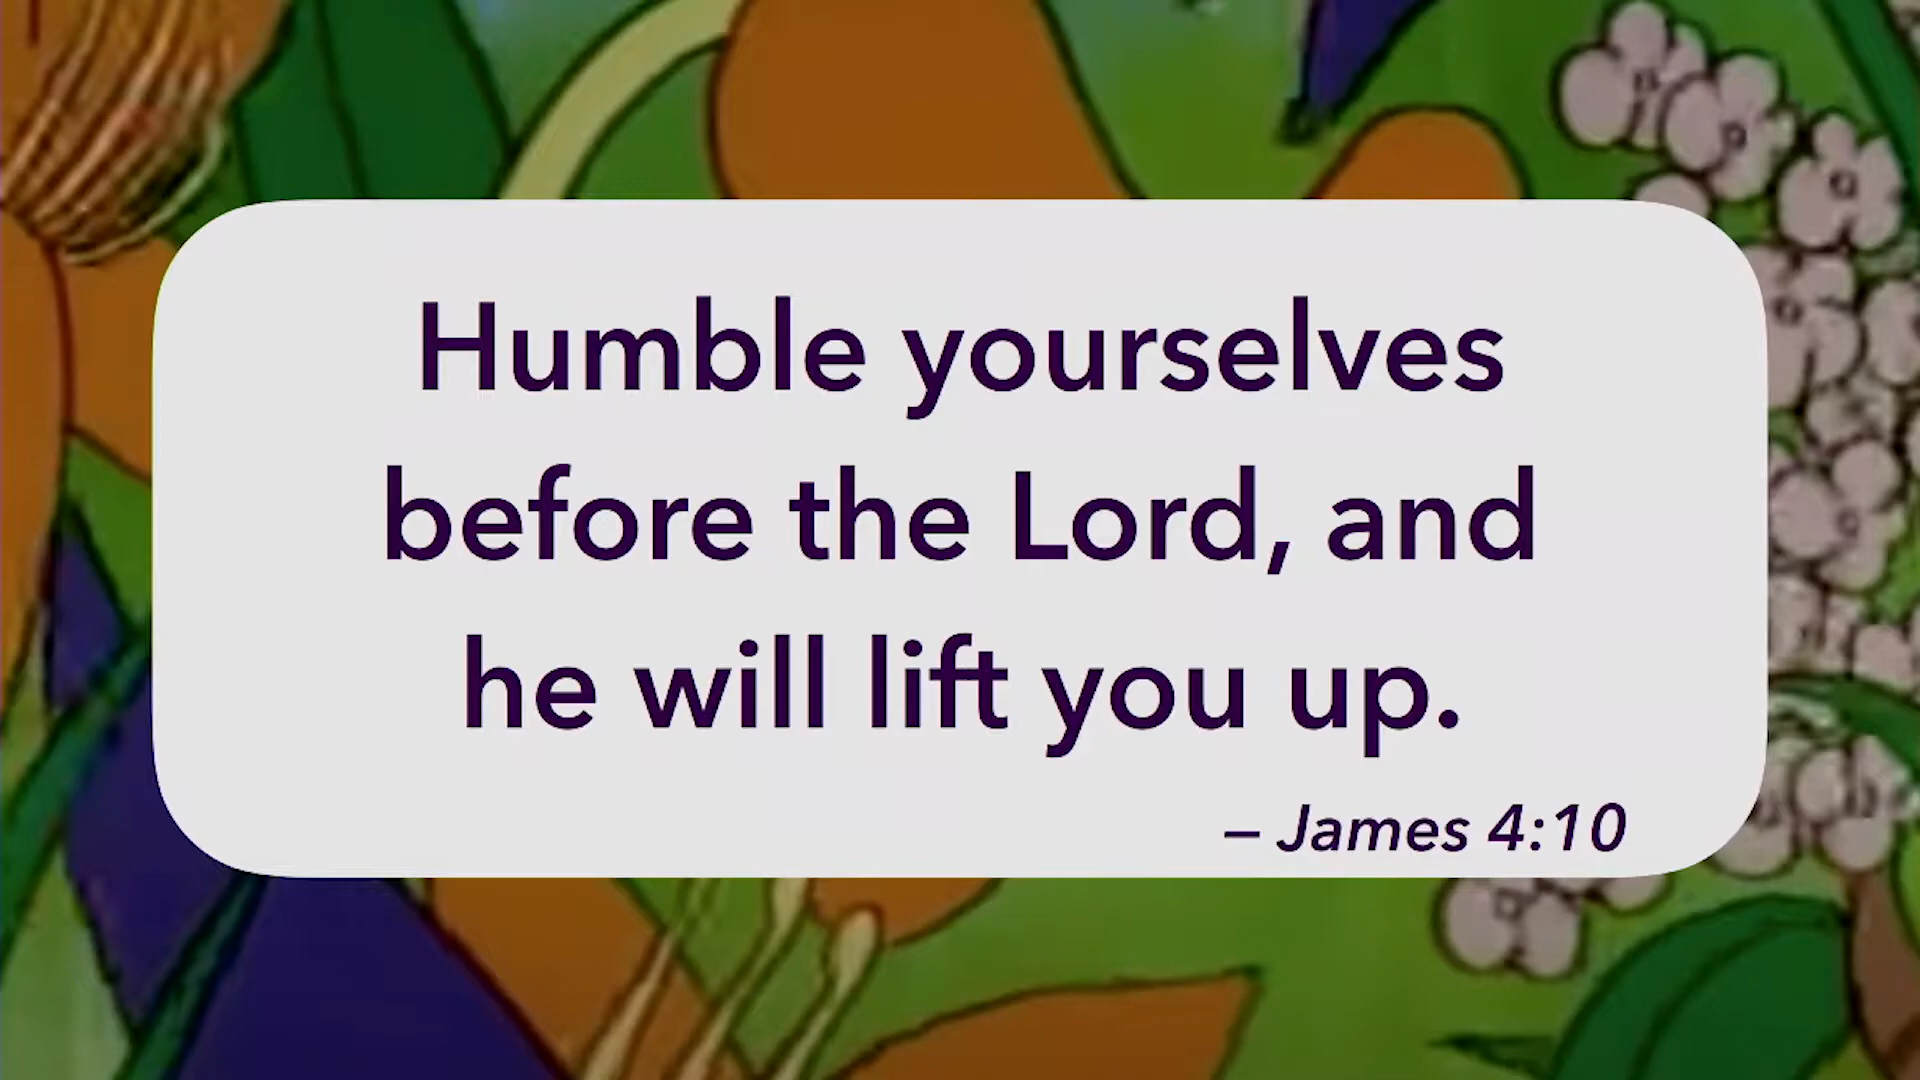 Humble yourselves
before the Lord, and
he will lift you up.
– James 4:10